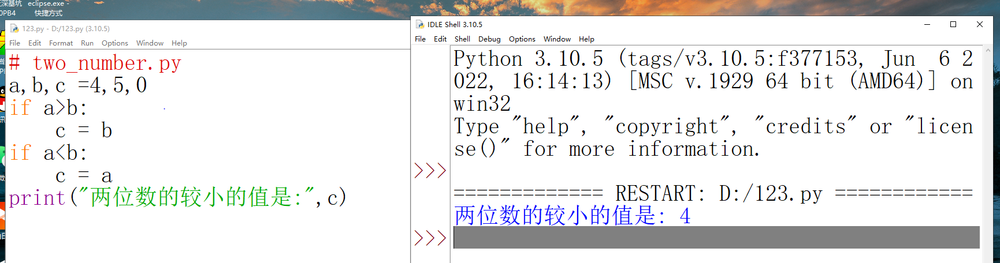 eclipse.exe -
快捷方式
123.py - D:/123.py (3.10.5)
File Edit Format Run Options Window Help
# two_number.py
a,b,c =4,5,0
if a>b:
    c = b
if a<b:
    c = a
print("两位数的较小的值是:",c)
IDLE Shell 3.10.5
File Edit Shell Debug Options Window Help
Python 3.10.5 (tags/v3.10.5:f377153, Jun  6 2
022, 16:14:13) [MSC v.1929 64 bit (AMD64)] on
win32
Type "help", "copyright", "credits" or "licen
se()" for more information.
>>>
============= RESTART: D:/123.py ============
两位数的较小的值是: 4
>>>